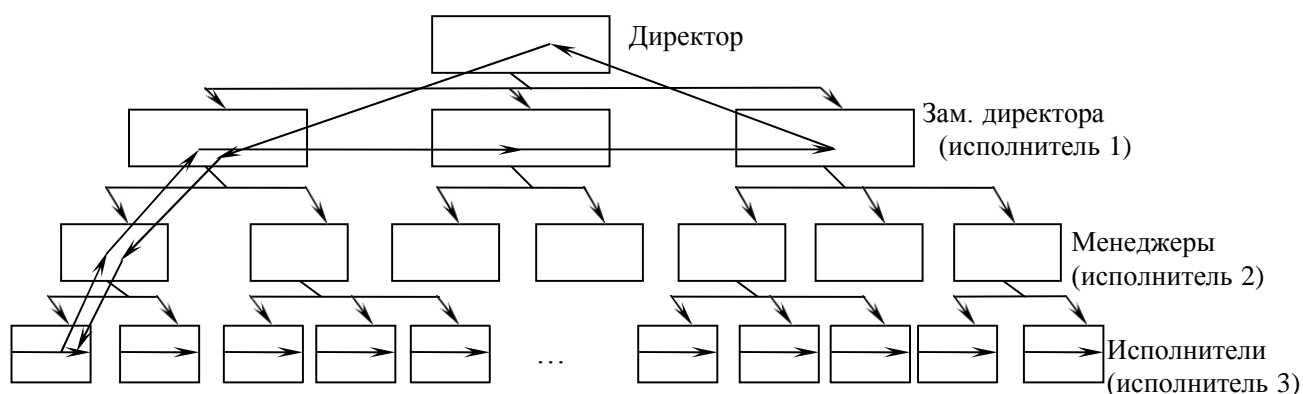 Директор
Зам. директора
(исполнитель 1)
Менеджеры
(исполнитель 2)
…
Исполнители
(исполнитель 3)